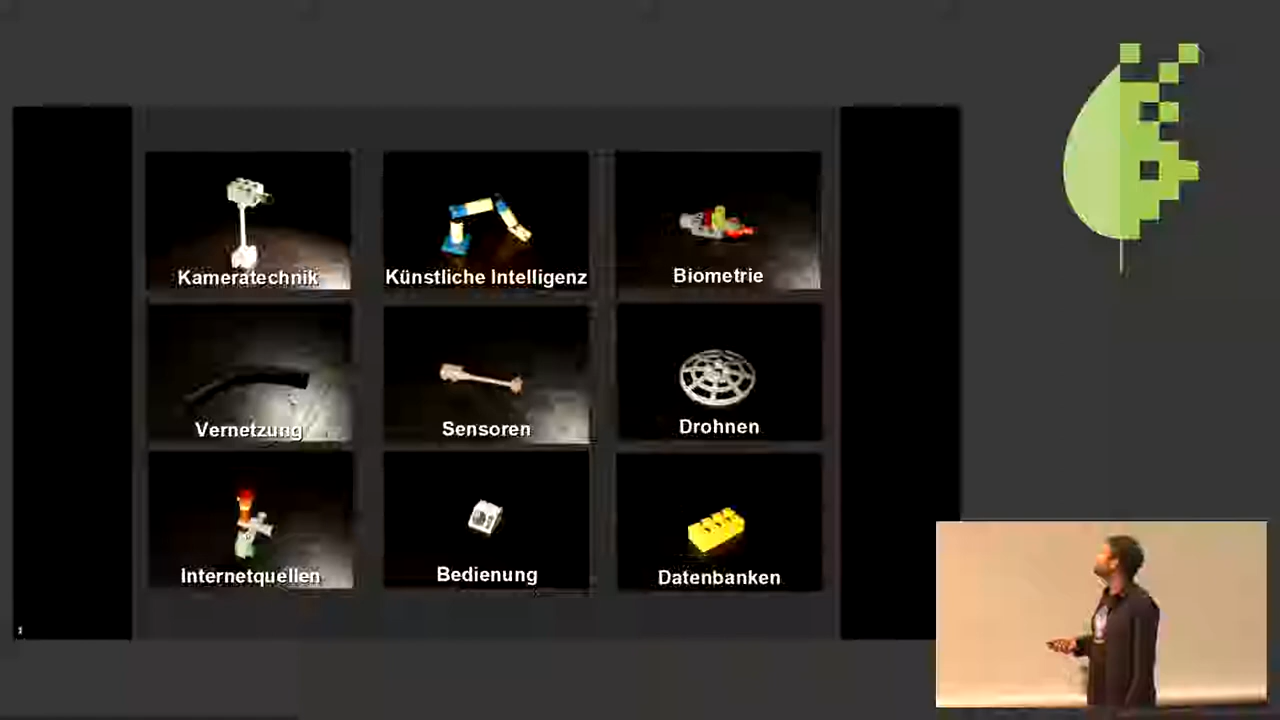 Kameratechnik
Künstliche Intelligenz
Biometrie
Vernetzung
Sensoren
Drohnen
Internetquellen
Bedienung
Datenbanken